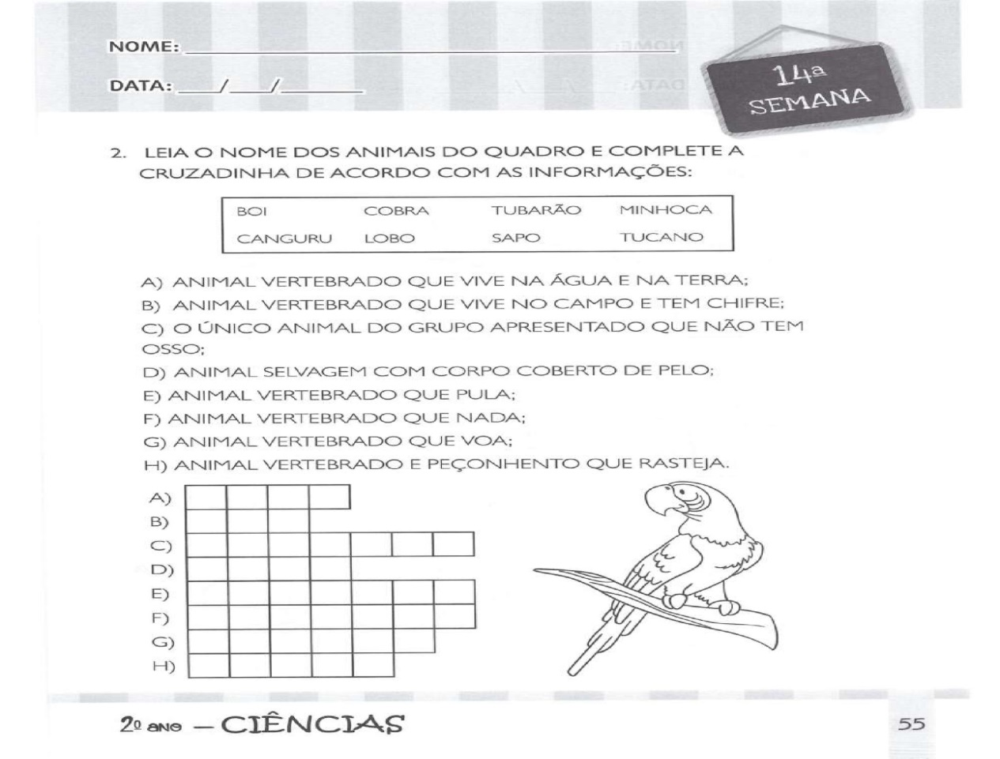 NOME: ______________________
DATA: ____/____/________
14ª
SEMANA
2. LEIA O NOME DOS ANIMAIS DO QUADRO E COMPLETE A
CRUZADINHA DE ACORDO COM AS INFORMAÇÕES:
BOI COBRA TUBARÃO MINHOCA
CANGURU LOBO SAPO TUCANO
A) ANIMAL VERTEBRADO QUE VIVE NA ÁGUA E NA TERRA;
B) ANIMAL VERTEBRADO QUE VIVE NO CAMPO E TEM CHIFRE;
C) O ÚNICO ANIMAL DO GRUPO APRESENTADO QUE NÃO TEM
OSSO;
D) ANIMAL SELVAGEM COM CORPO COBERTO DE PELO;
E) ANIMAL VERTEBRADO QUE PULA;
F) ANIMAL VERTEBRADO QUE NADA;
G) ANIMAL VERTEBRADO QUE VOA;
H) ANIMAL VERTEBRADO E PEÇONHENTO QUE RASTEJA.
A)
B)
C)
D)
E)
F)
G)
H)
2º ANO – CIÊNCIAS
55